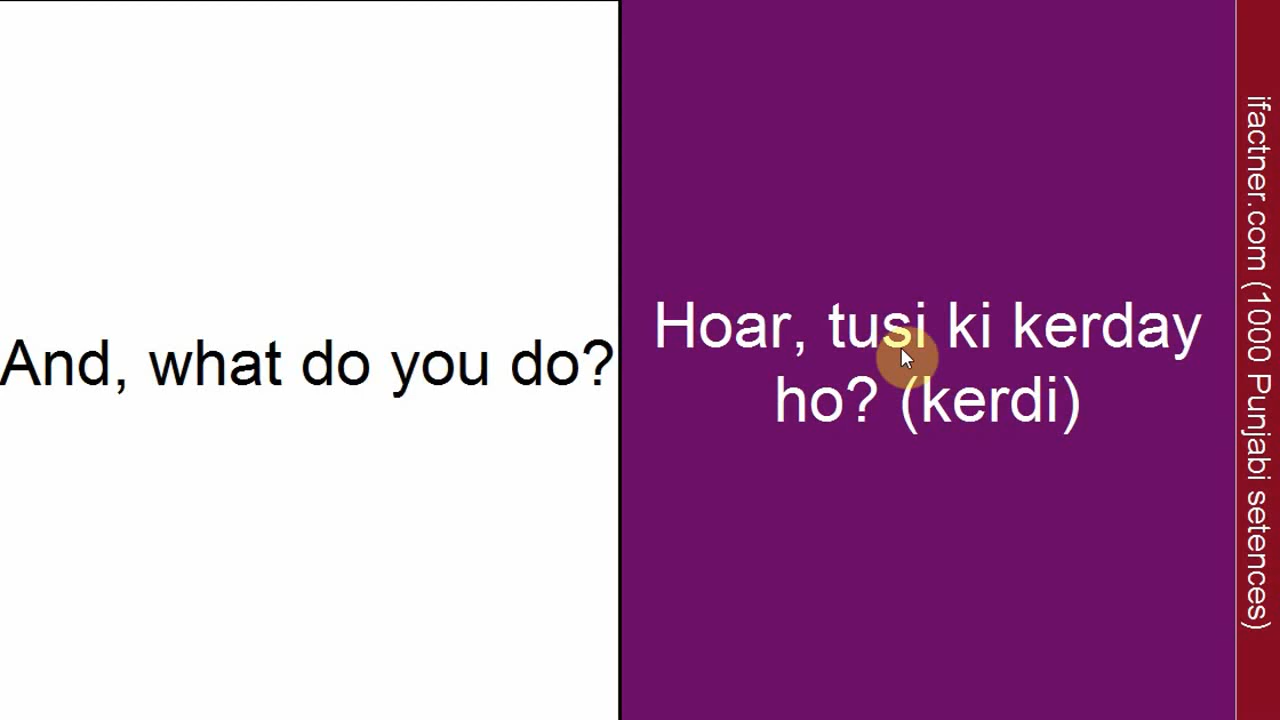 And, what do you do?
Hoar, tusi ki kerday
ho? (kerdi)
ifactner.com (1000 Punjabi setences)